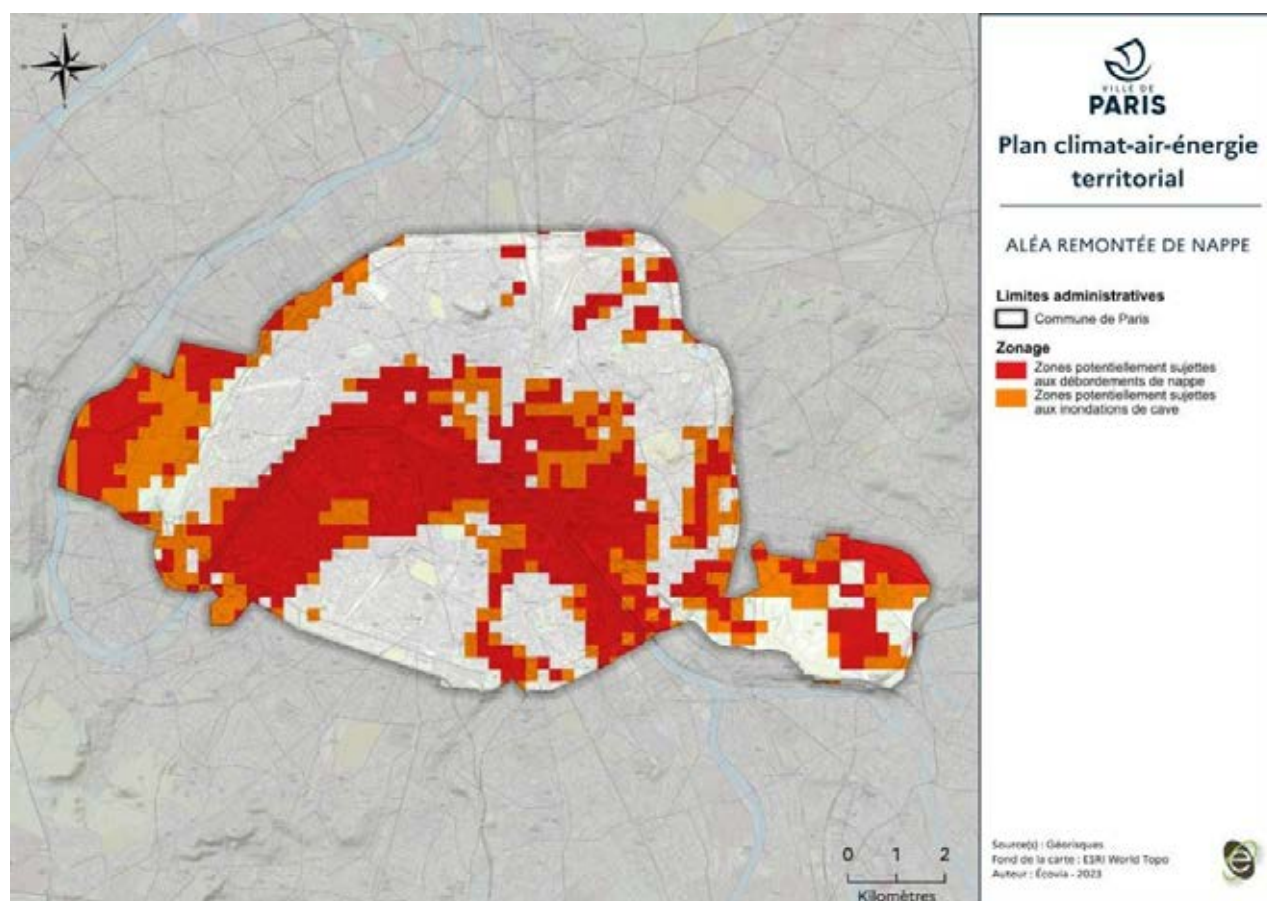 VILLE DE
PARIS
Plan climat-air-énergie
territorial
ALÉA REMONTÉE DE NAPPE
Limites administratives
Commune de Paris
Zonage
Zones potentiellement sujettes
aux débordements de nappe
Zones potentiellement sujettes
aux inondations de cave
0 1 2
Kilomètres
Source(s) : Géorisques
Fond de la carte : ESRI World Topo
Auteur : Écovia - 2023